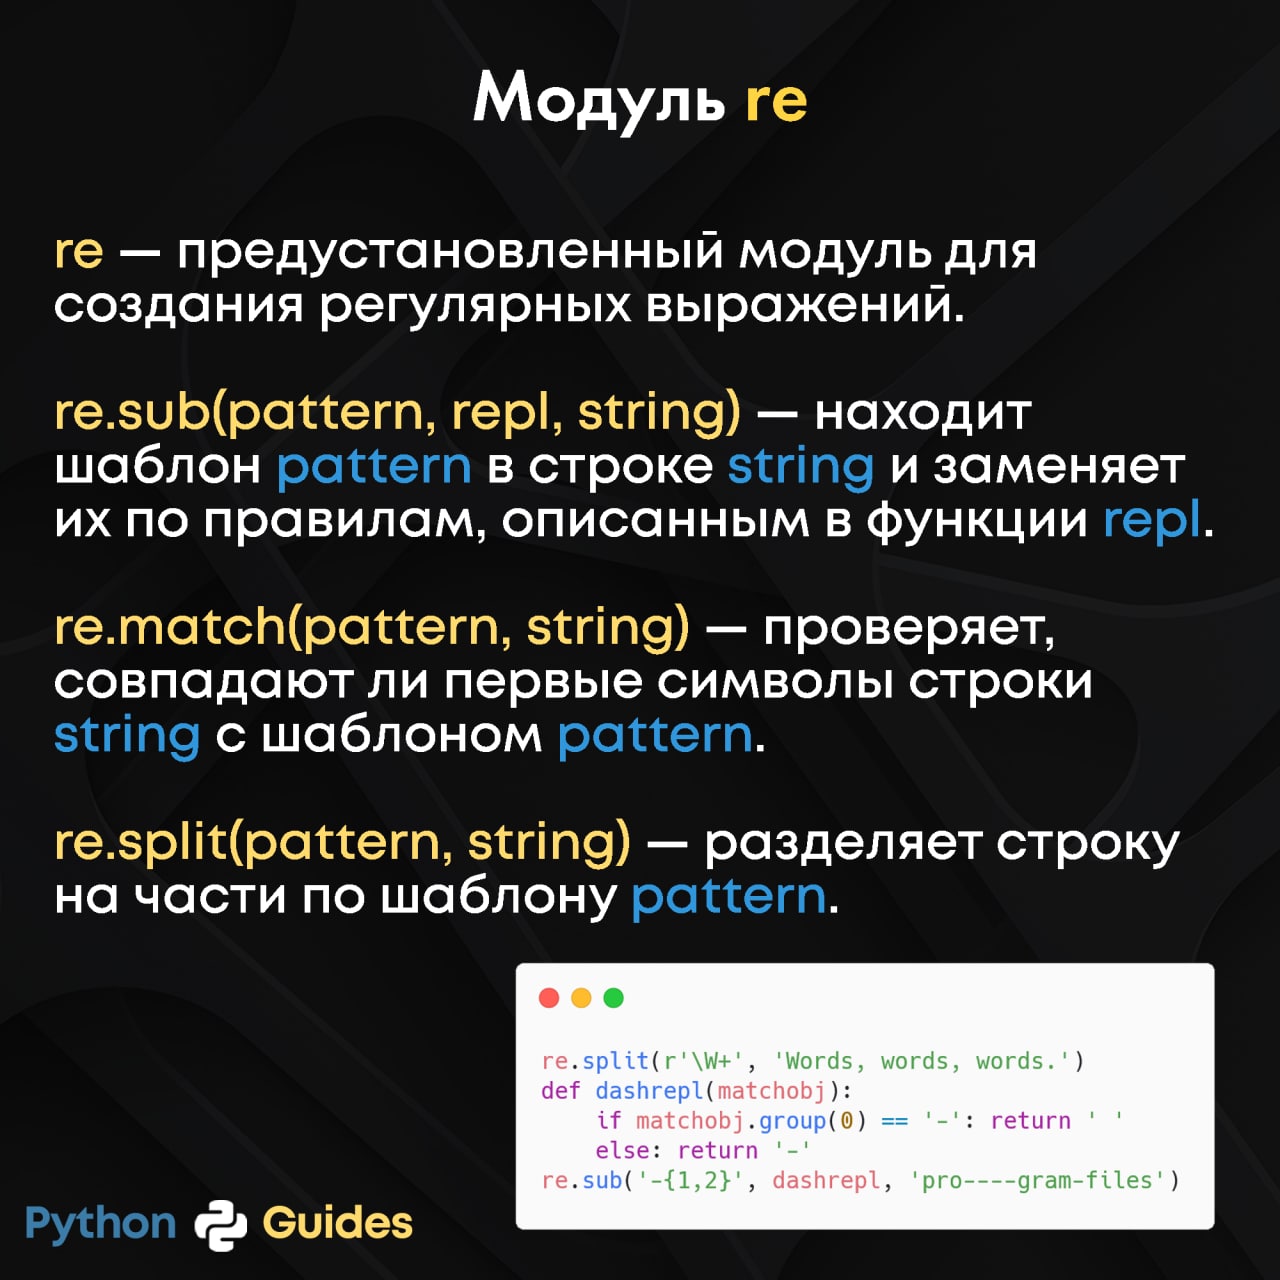 Модуль re
re — предустановленный модуль для
создания регулярных выражений.
re.sub(pattern, repl, string) — находит
шаблон pattern в строке string и заменяет
их по правилам, описанным в функции repl.
re.match(pattern, string) — проверяет,
совпадают ли первые символы строки
string с шаблоном pattern.
re.split(pattern, string) — разделяет строку
на части по шаблону pattern.
re.split(r'\W+', 'Words, words, words.')
def dashrepl(matchobj):
    if matchobj.group(0) == '-': return ' '
    else: return '-'
re.sub('-{1,2}', dashrepl, 'pro----gram-files')
Python Guides